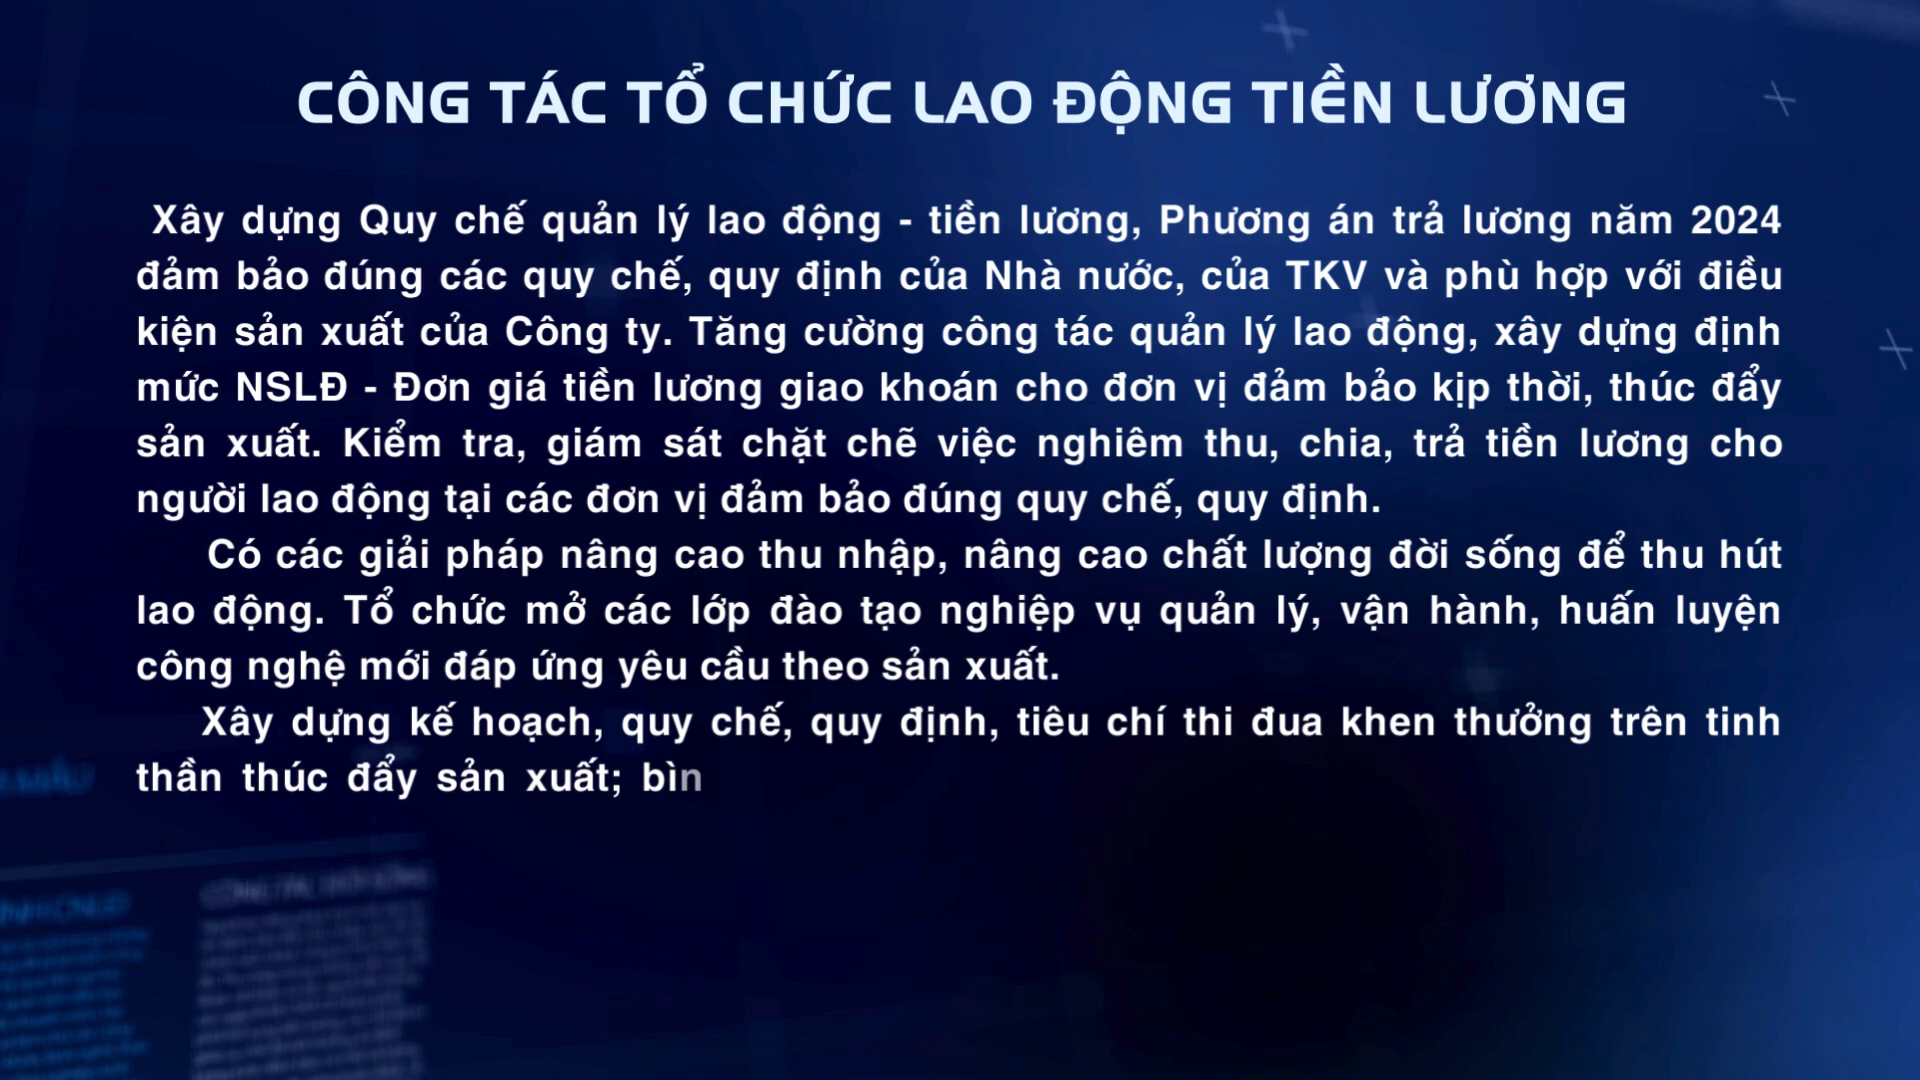 CÔNG TÁC TỔ CHỨC LAO ĐỘNG TIỀN LƯƠNG
Xây dựng Quy chế quản lý lao động - tiền lương, Phương án trả lương năm 2024
đảm bảo đúng các quy chế, quy định của Nhà nước, của TKV và phù hợp với điều
kiện sản xuất của Công ty. Tăng cường công tác quản lý lao động, xây dựng định
mức NSLĐ - Đơn giá tiền lương giao khoán cho đơn vị đảm bảo kịp thời, thúc đẩy
sản xuất. Kiểm tra, giám sát chặt chẽ việc nghiêm thu, chia, trả tiền lương cho
người lao động tại các đơn vị đảm bảo đúng quy chế, quy định.
Có các giải pháp nâng cao thu nhập, nâng cao chất lượng đời sống để thu hút
lao động. Tổ chức mở các lớp đào tạo nghiệp vụ quản lý, vận hành, huấn luyện
công nghệ mới đáp ứng yêu cầu theo sản xuất.
Xây dựng kế hoạch, quy chế, quy định, tiêu chí thi đua khen thưởng trên tinh
thần thúc đẩy sản xuất; bìn